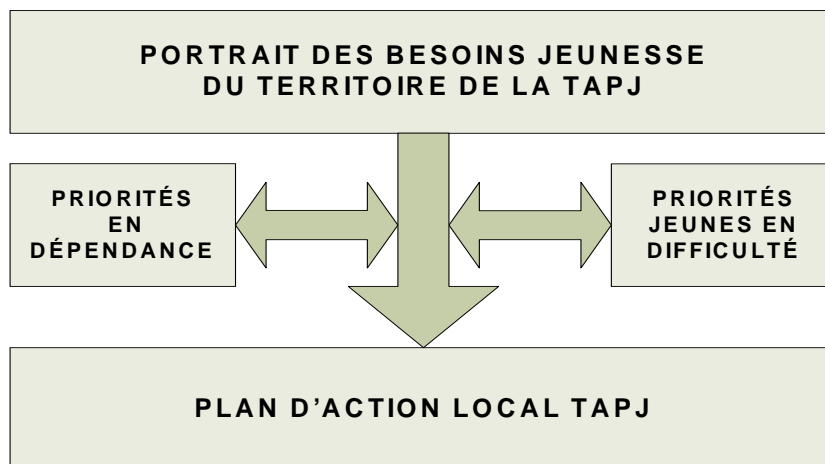 PORTRAIT DES BESOINS JEUNESSE
DU TERRITOIRE DE LA TAPJ
PRIORITÉS
EN
DÉPENDANCE
PRIORITÉS
JEUNES EN
DIFFICULTÉ
PLAN D’ACTION LOCAL TAPJ